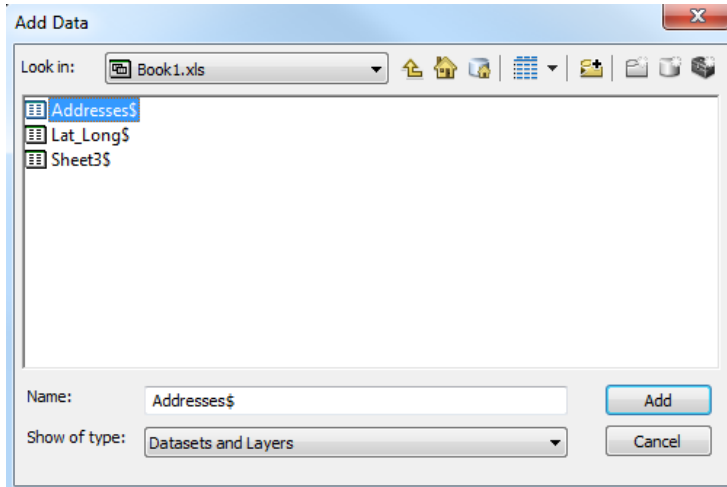 Add Data
Look in: Book1.xls
Addresses$
Lat_Long$
Sheet3$
Name: Addresses$ Add
Show of type: Datasets and Layers Cancel